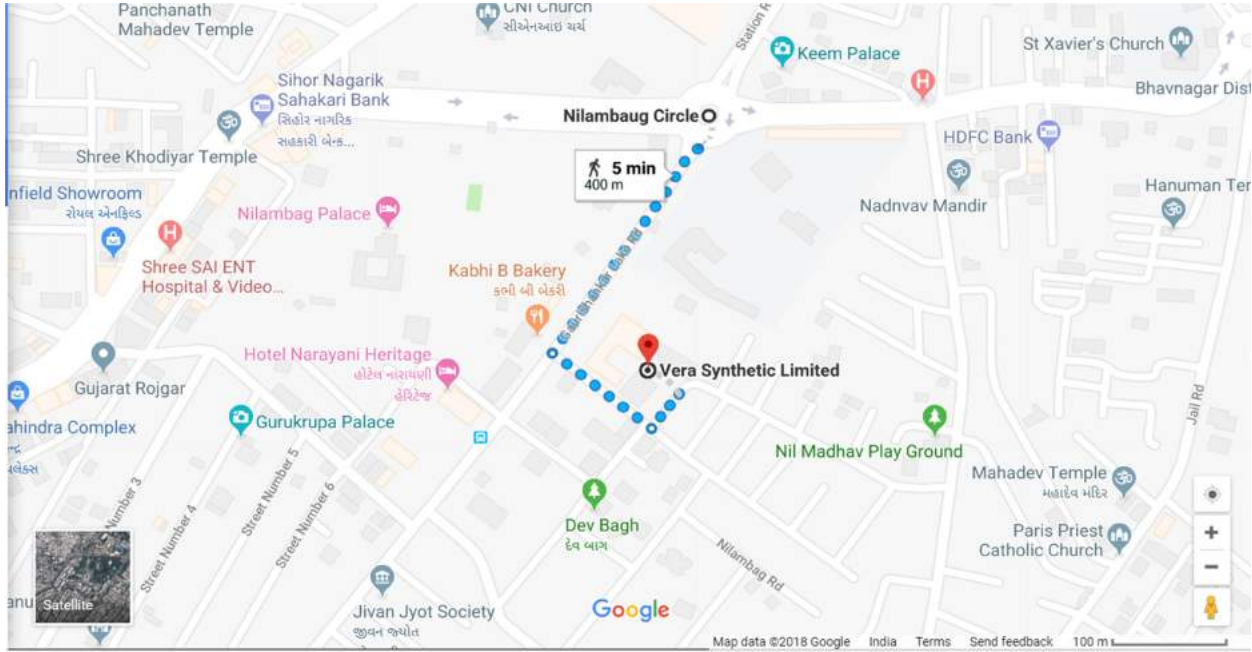 Panchanath
Mahadev Temple
CNI Church
સીએનઆઇ ચર્ચ
Station R
Keem Palace
St Xavier's Church
Bhavnagar Dist
Sihor Nagarik
Sahakari Bank
સિહોર નાગરિક
સહકારી બેન્ક...
Nilambaug Circle
HDFC Bank
Shree Khodiyar Temple
5 min
400 m
nfield Showroom
રોયલ એનફિલ્ડ
Nilambag Palace
Nadnvav Mandir
Hanuman Ter
Shree SAI ENT
Hospital & Video...
Kabhi B Bakery
કભી બી બેકરી
Hotel Narayani Heritage
હોટેલ નારાયણી
હેરિટેજ
Vera Synthetic Limited
Gujarat Rojgar
Gurukrupa Palace
ahindra Complex
Jail Rd
Nil Madhav Play Ground
Mahadev Temple
મહાદેવ મંદિર
Number 3
Street Number 4
Street Number 5
Street Number 6
Dev Bagh
દેવ બાગ
Paris Priest
Catholic Church
Nilambag Rd
Satellite
Jivan Jyot Society
જીવન જ્યોત
Google
Map data ©2018 Google India Terms Send feedback 100 m